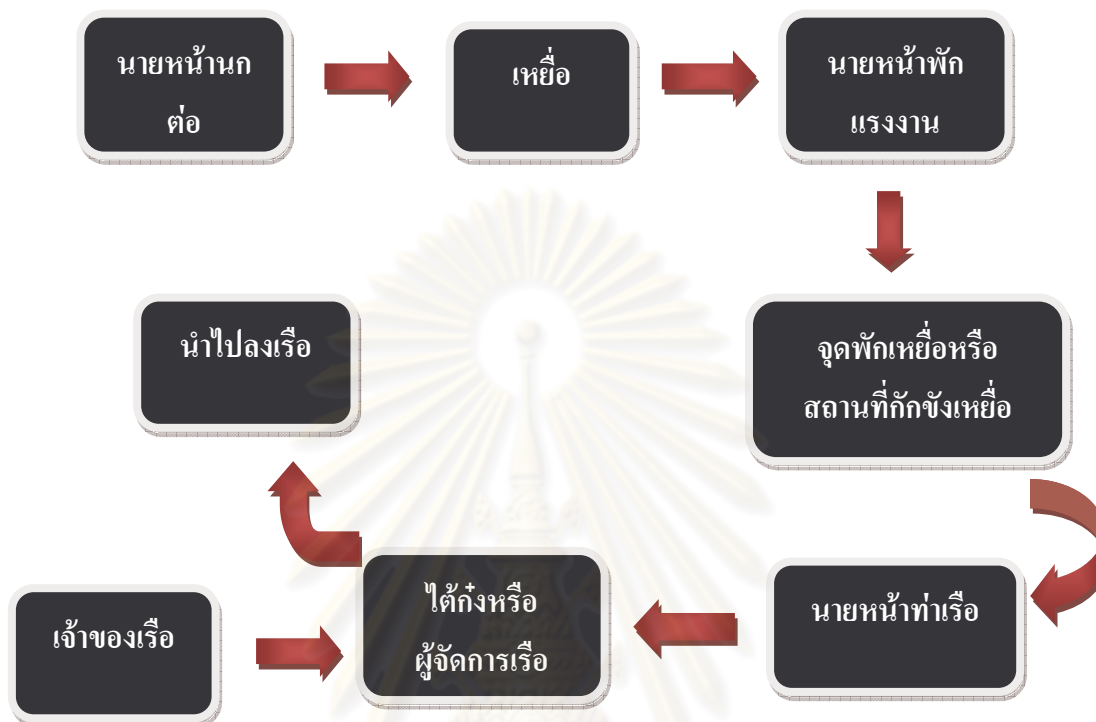 นายหน้านก
ต่อ
เหยื่อ
นายหน้าพัก
แรงงาน
จุดพักเหยื่อหรือ
สถานที่กักขังเหยื่อ
นายหน้าท่าเรือ
ไต้ก๋งหรือ
ผู้จัดการเรือ
เจ้าของเรือ
นำไปลงเรือ